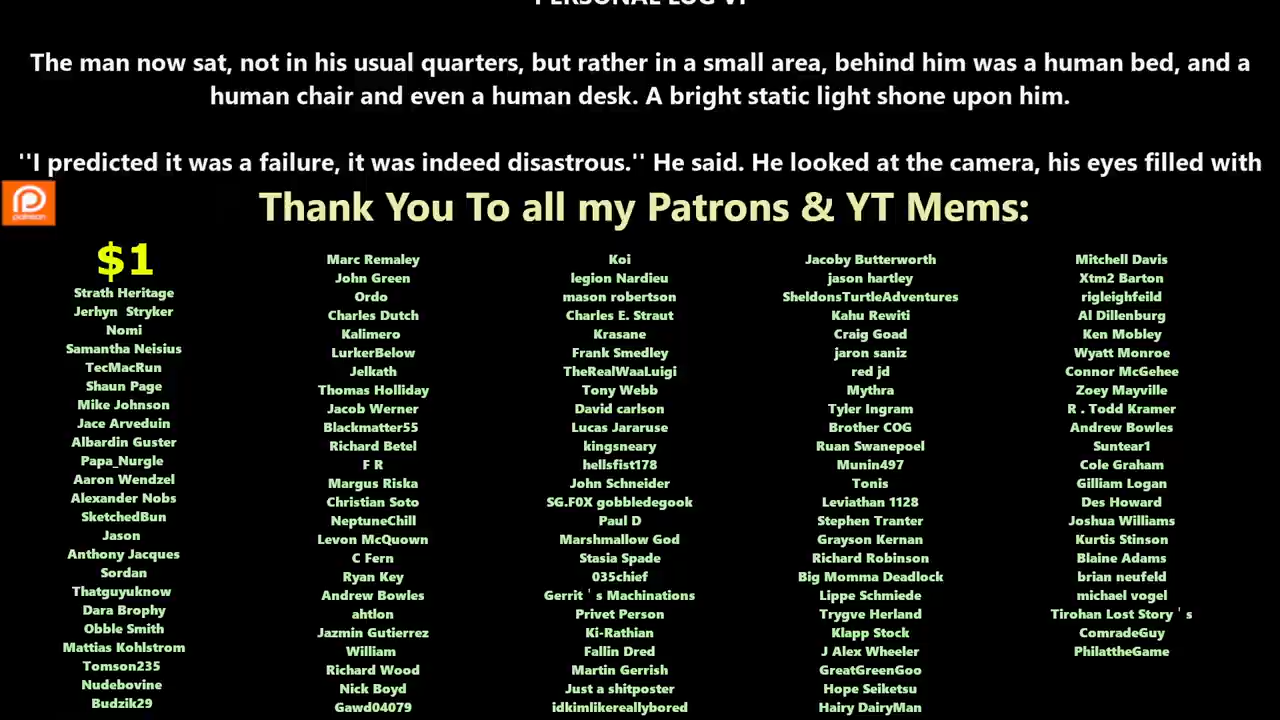 PERSONAL LOG VI
The man now sat, not in his usual quarters, but rather in a small area, behind him was a human bed, and a
human chair and even a human desk. A bright static light shone upon him.
''I predicted it was a failure, it was indeed disastrous.'' He said. He looked at the camera, his eyes filled with
patreon
Thank You To all my Patrons & YT Mems:
$1
Strath Heritage
Jerhyn Stryker
Nomi
Samantha Neisius
TecMacRun
Shaun Page
Mike Johnson
Jace Arveduin
Albardin Guster
Papa_Nurgle
Aaron Wendzel
Alexander Nobs
SketchedBun
Jason
Anthony Jacques
Sordan
Thatguyuknow
Dara Brophy
Obble Smith
Mattias Kohlstrom
Tomson235
Nudebovine
Budzik29
Marc Remaley
John Green
Ordo
Charles Dutch
Kalimero
LurkerBelow
Jelkath
Thomas Holliday
Jacob Werner
Blackmatter55
Richard Betel
F R
Margus Riska
Christian Soto
NeptuneChill
Levon McQuown
C Fern
Ryan Key
Andrew Bowles
ahtlon
Jazmin Gutierrez
William
Richard Wood
Nick Boyd
Gawd04079
Koi
legion Nardieu
mason robertson
Charles E. Straut
Krasane
Frank Smedley
TheRealWaaLuigi
Tony Webb
David carlson
Lucas Jararuse
kingsneary
hellsfist178
John Schneider
SG.F0X gobbledegook
Paul D
Marshmallow God
Stasia Spade
035chief
Gerrit ' s Machinations
Privet Person
Ki-Rathian
Fallin Dred
Martin Gerrish
Just a shitposter
idkimlikereallybored
Jacoby Butterworth
jason hartley
SheldonsTurtleAdventures
Kahu Rewiti
Craig Goad
jaron saniz
red jd
Mythra
Tyler Ingram
Brother COG
Ruan Swanepoel
Munin497
Tonis
Leviathan 1128
Stephen Tranter
Grayson Kernan
Richard Robinson
Big Momma Deadlock
Lippe Schmiede
Trygve Herland
Klapp Stock
J Alex Wheeler
GreatGreenGoo
Hope Seiketsu
Hairy DairyMan
Mitchell Davis
Xtm2 Barton
rigleighfeild
Al Dillenburg
Ken Mobley
Wyatt Monroe
Connor McGehee
Zoey Mayville
R . Todd Kramer
Andrew Bowles
Suntear1
Cole Graham
Gilliam Logan
Des Howard
Joshua Williams
Kurtis Stinson
Blaine Adams
brian neufeld
michael vogel
Tirohan Lost Story ' s
ComradeGuy
PhilattheGame